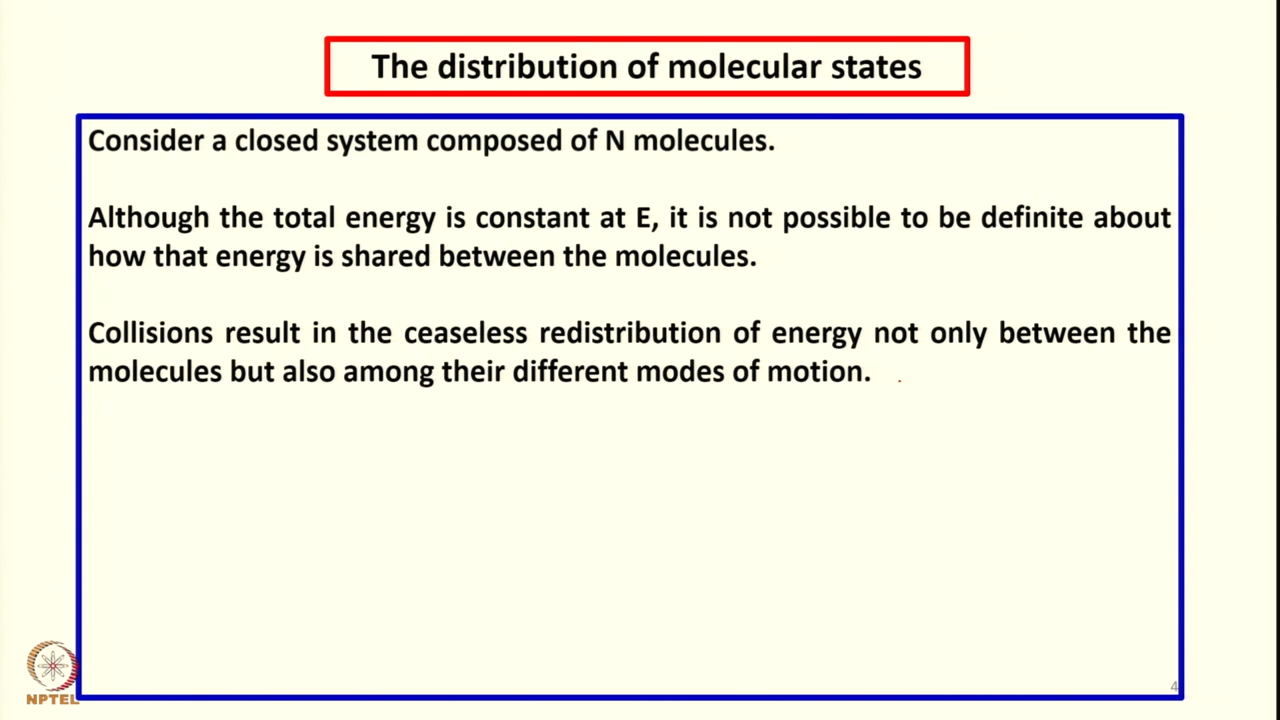 The distribution of molecular states
Consider a closed system composed of N molecules.
Although the total energy is constant at E, it is not possible to be definite about
how that energy is shared between the molecules.
Collisions result in the ceaseless redistribution of energy not only between the
molecules but also among their different modes of motion.
NPTEL
4